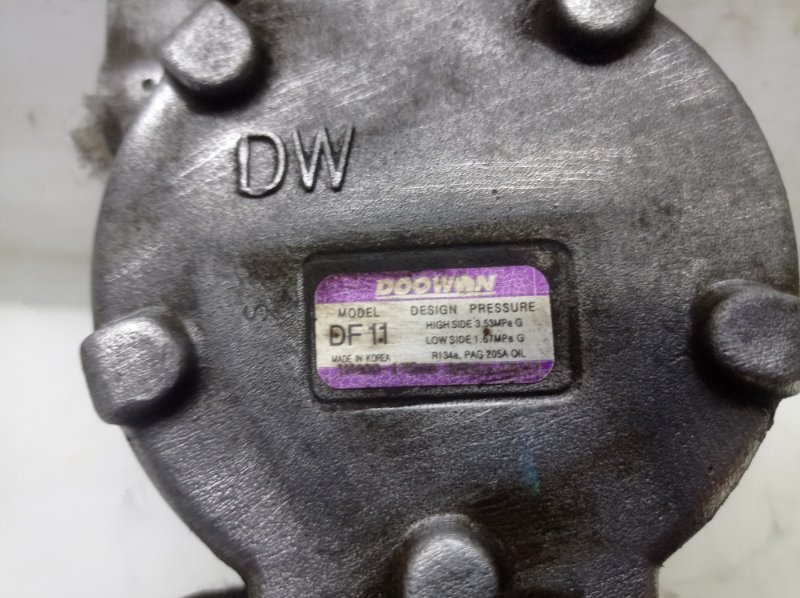 DW
DOOWON
MODEL DESIGN PRESSURE
DF 11 HIGH SIDE 3.53MPa G
LOW SIDE 1.67MPa G
MADE IN KOREA R134a, PAG 205A OIL